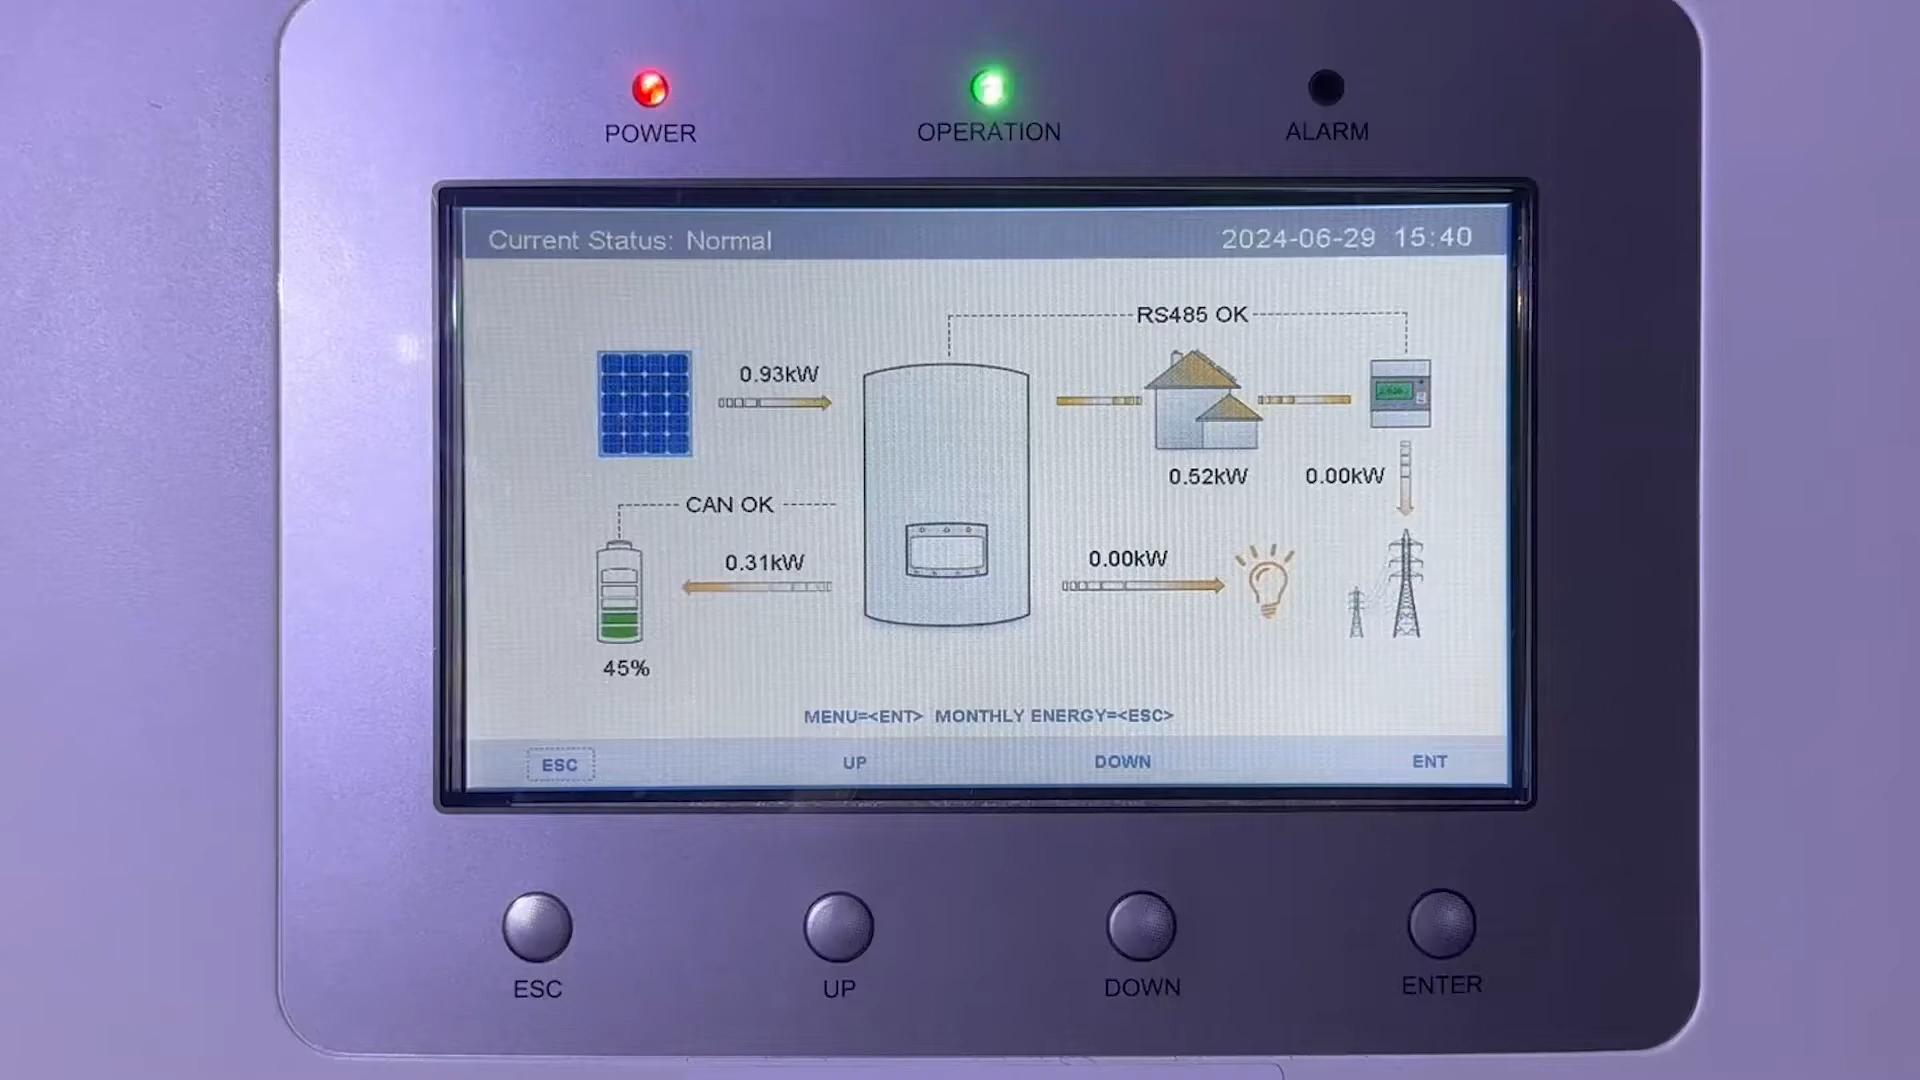 POWER
OPERATION
ALARM
Current Status: Normal
2024-06-29 15:40
RS485 OK
0.93kW
0.52kW
0.00kW
CAN OK
0.31kW
0.00kW
45%
MENU=<ENT> MONTHLY ENERGY=<ESC>
ESC
UP
DOWN
ENT
ESC
UP
DOWN
ENTER